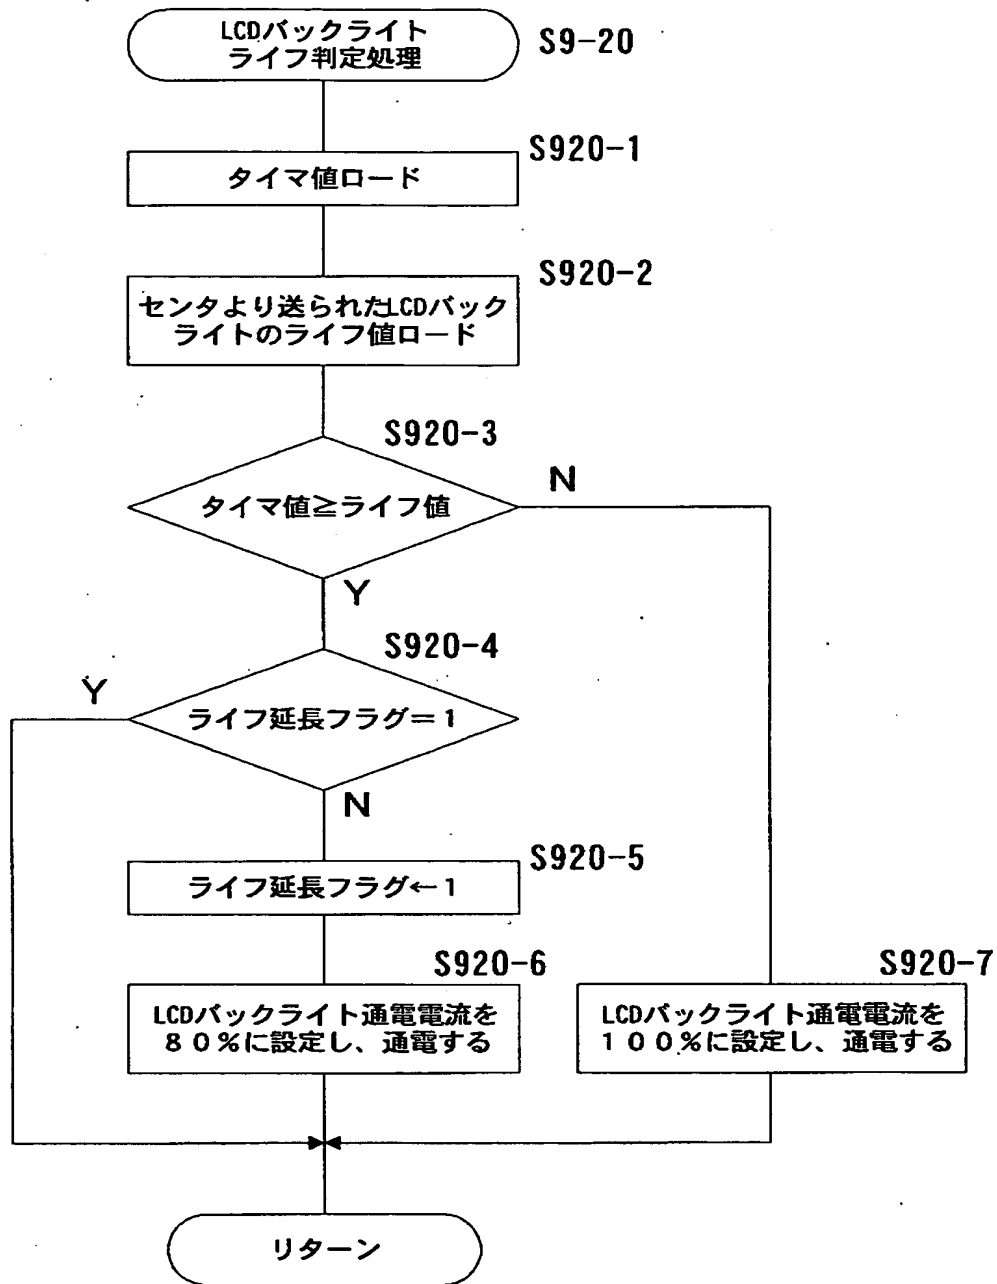 LCDバックライト
ライフ判定処理
S9-20
S920-1
タイマ値ロード
S920-2
センタより送られたLCDバック
ライトのライフ値ロード
S920-3
タイマ値≧ライフ値
N
Y
S920-4
Y
ライフ延長フラグ=1
N
S920-5
ライフ延長フラグ←1
S920-6
LCDバックライト通電電流を
80%に設定し、通電する
S920-7
LCDバックライト通電電流を
100%に設定し、通電する
リターン